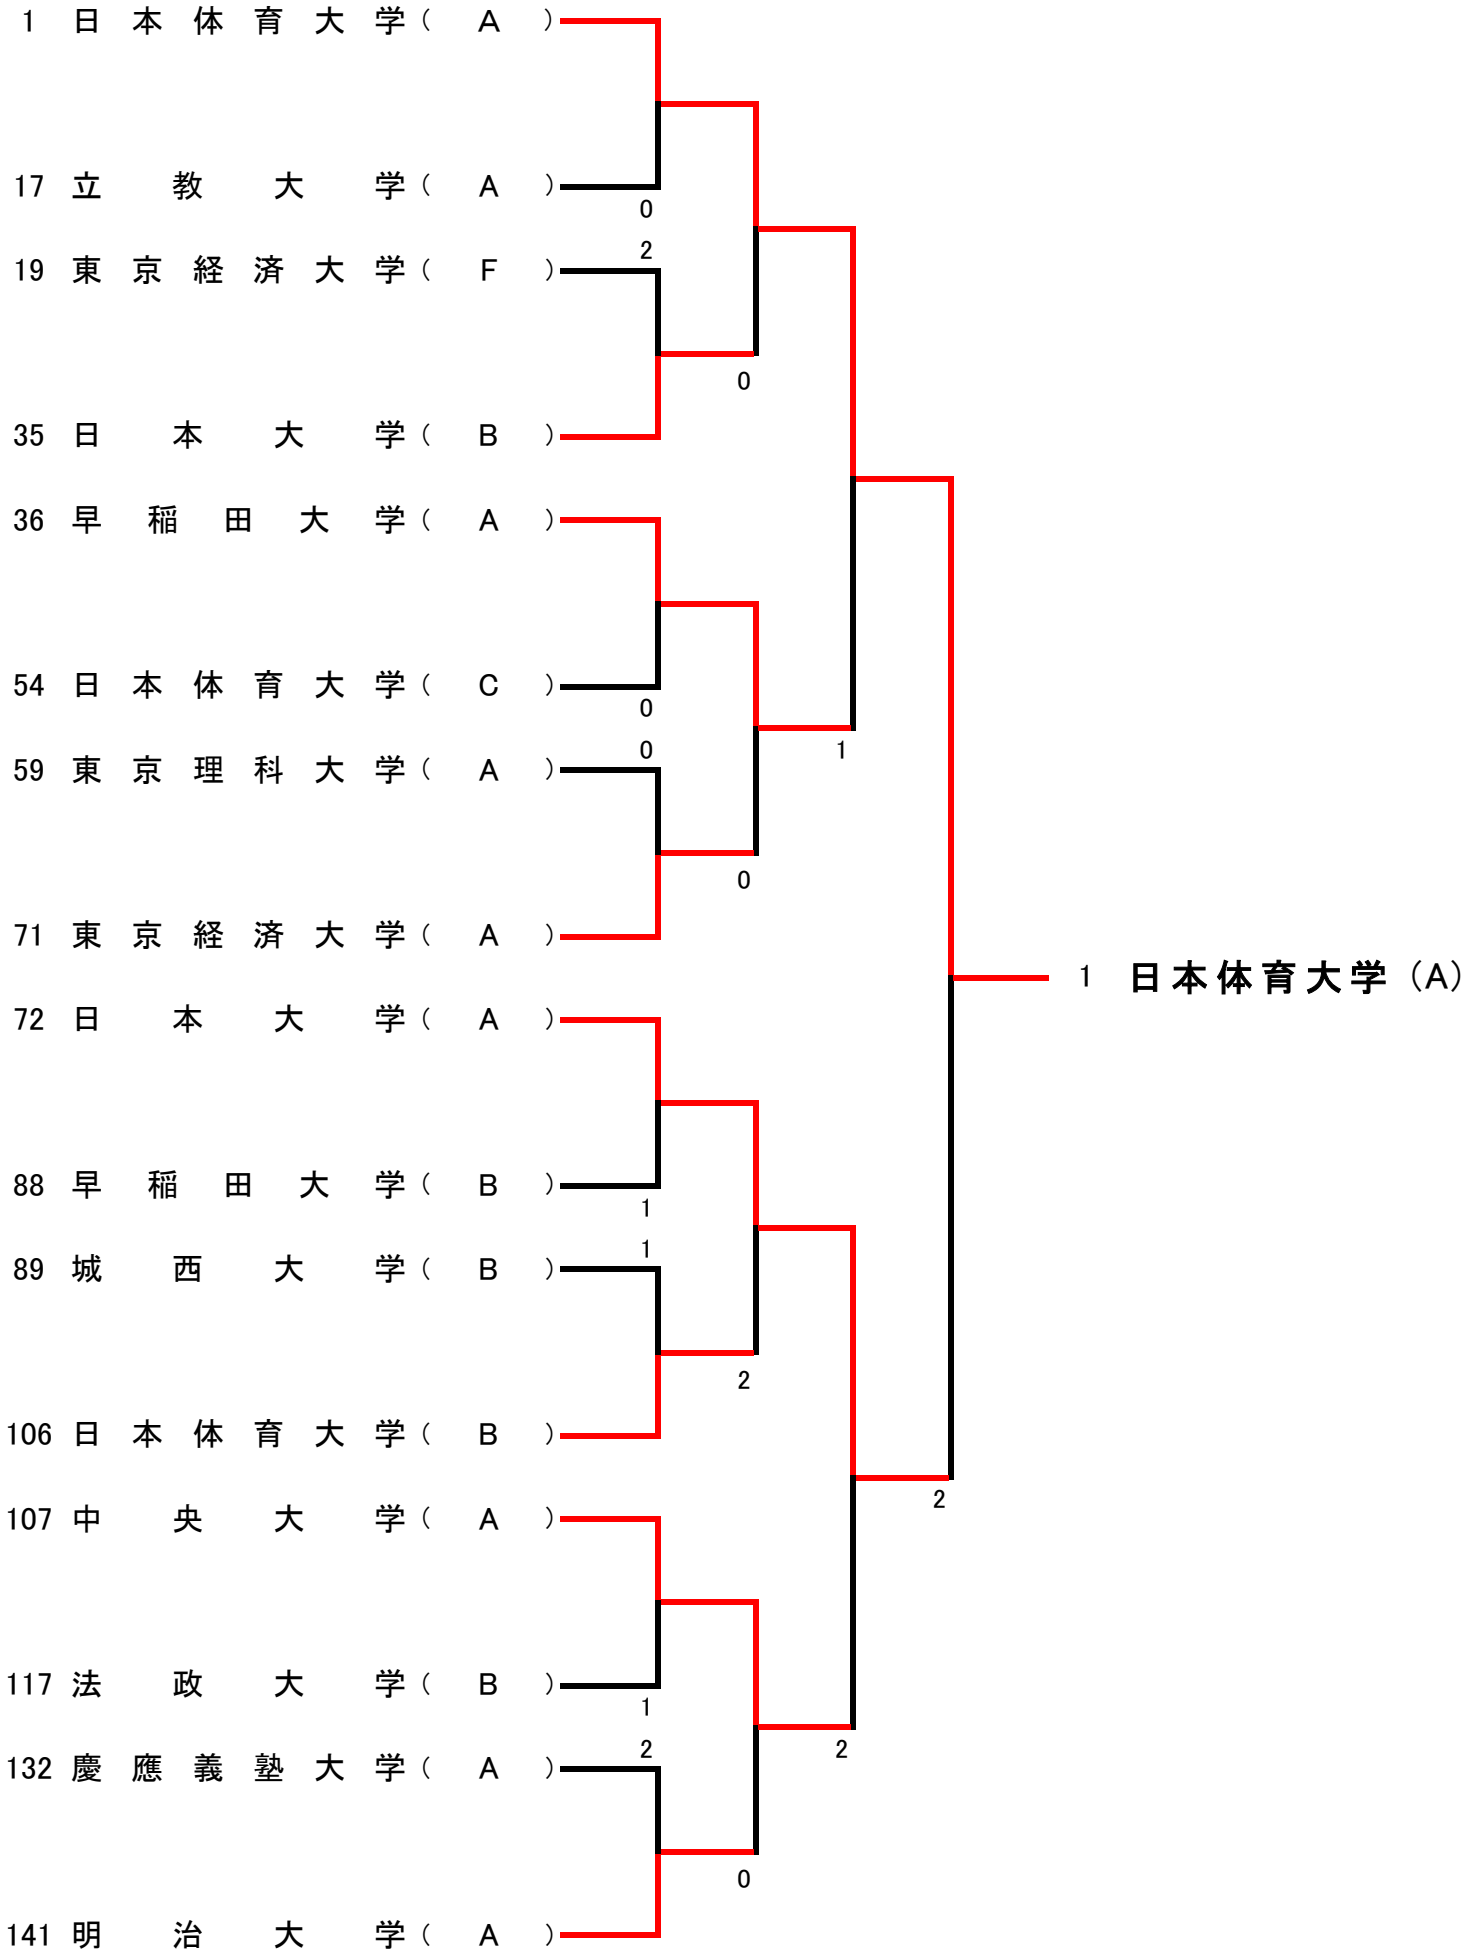 1 日本体育大学（ A ）
17 立教大学（ A ）
0
2
19 東京経済大学（ F ）
0
35 日本大学（ B ）
36 早稲田大学（ A ）
54 日本体育大学（ C ）
0
0
1
59 東京理科大学（ A ）
0
71 東京経済大学（ A ）
1 日本体育大学（A）
72 日本大学（ A ）
88 早稲田大学（ B ）
1
1
89 城西大学（ B ）
2
106 日本体育大学（ B ）
2
107 中央大学（ A ）
117 法政大学（ B ）
1
2
2
132 慶應義塾大学（ A ）
0
141 明治大学（ A ）